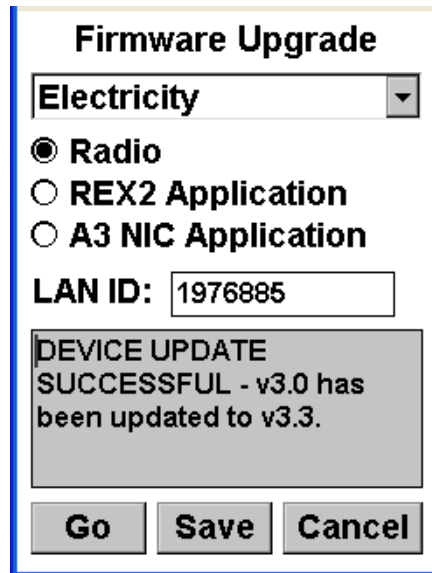 Firmware Upgrade
Electricity
Radio
REX2 Application
A3 NIC Application
LAN ID: 1976885
DEVICE UPDATE
SUCCESSFUL - v3.0 has
been updated to v3.3.
Go Save Cancel